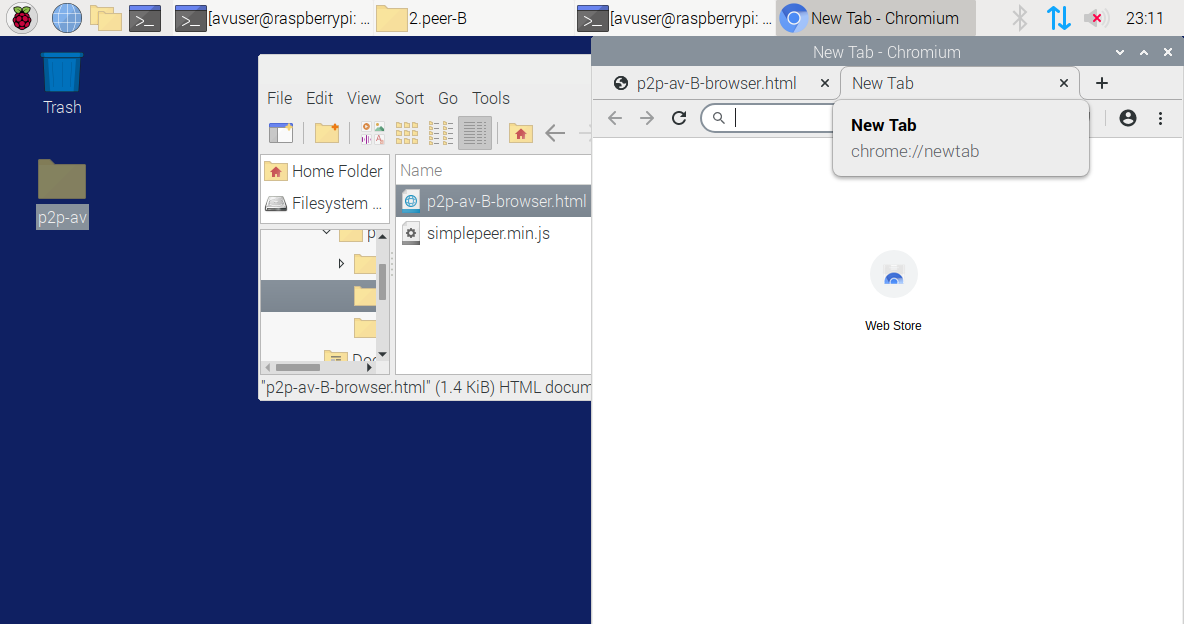 [avuser@raspberrypi: ...
2.peer-B
[avuser@raspberrypi: ...
New Tab - Chromium
23:11
Trash
p2p-av
File Edit View Sort Go Tools
Home Folder
Filesystem ...
p
Doc
Name
p2p-av-B-browser.html
simplepeer.min.js
"p2p-av-B-browser.html" (1.4 KiB) HTML docum
New Tab - Chromium
p2p-av-B-browser.html
New Tab
New Tab
chrome://newtab
Web Store